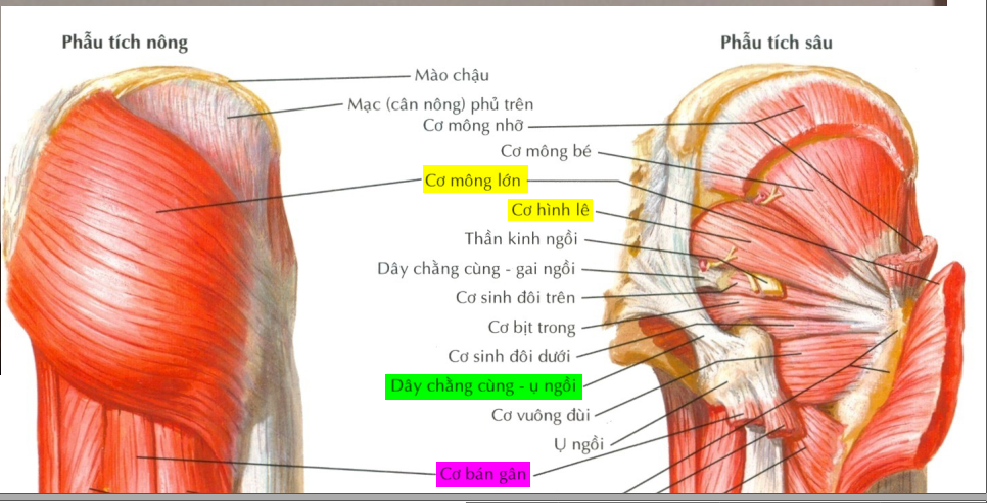 Phẫu tích nông
Phẫu tích sâu
Mào chậu
Mạc (cân nông) phủ trên
Cơ mông nhỡ
Cơ mông bé
Cơ mông lớn
Cơ hình lê
Thần kinh ngồi
Dây chằng cùng - gai ngồi
Cơ sinh đôi trên
Cơ bịt trong
Cơ sinh đôi dưới
Dây chằng cùng - ụ ngồi
Cơ vuông đùi
Ụ ngồi
Cơ bán gân